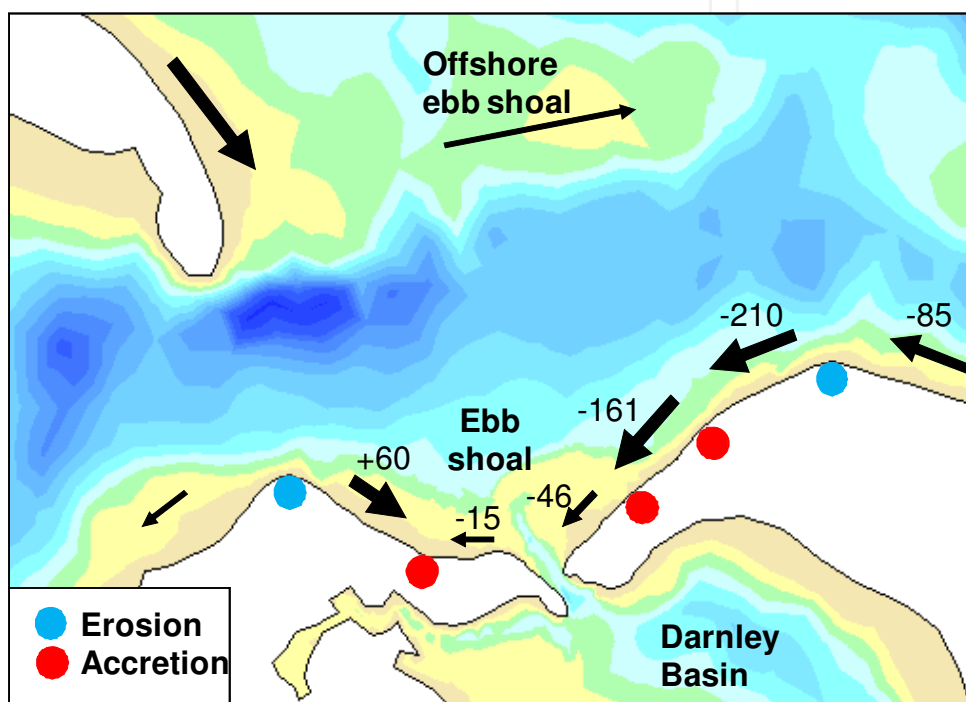 Offshore
ebb shoal
-210
-85
-161
Ebb
shoal
+60
-46
-15
Erosion
Accretion
Darnley
Basin